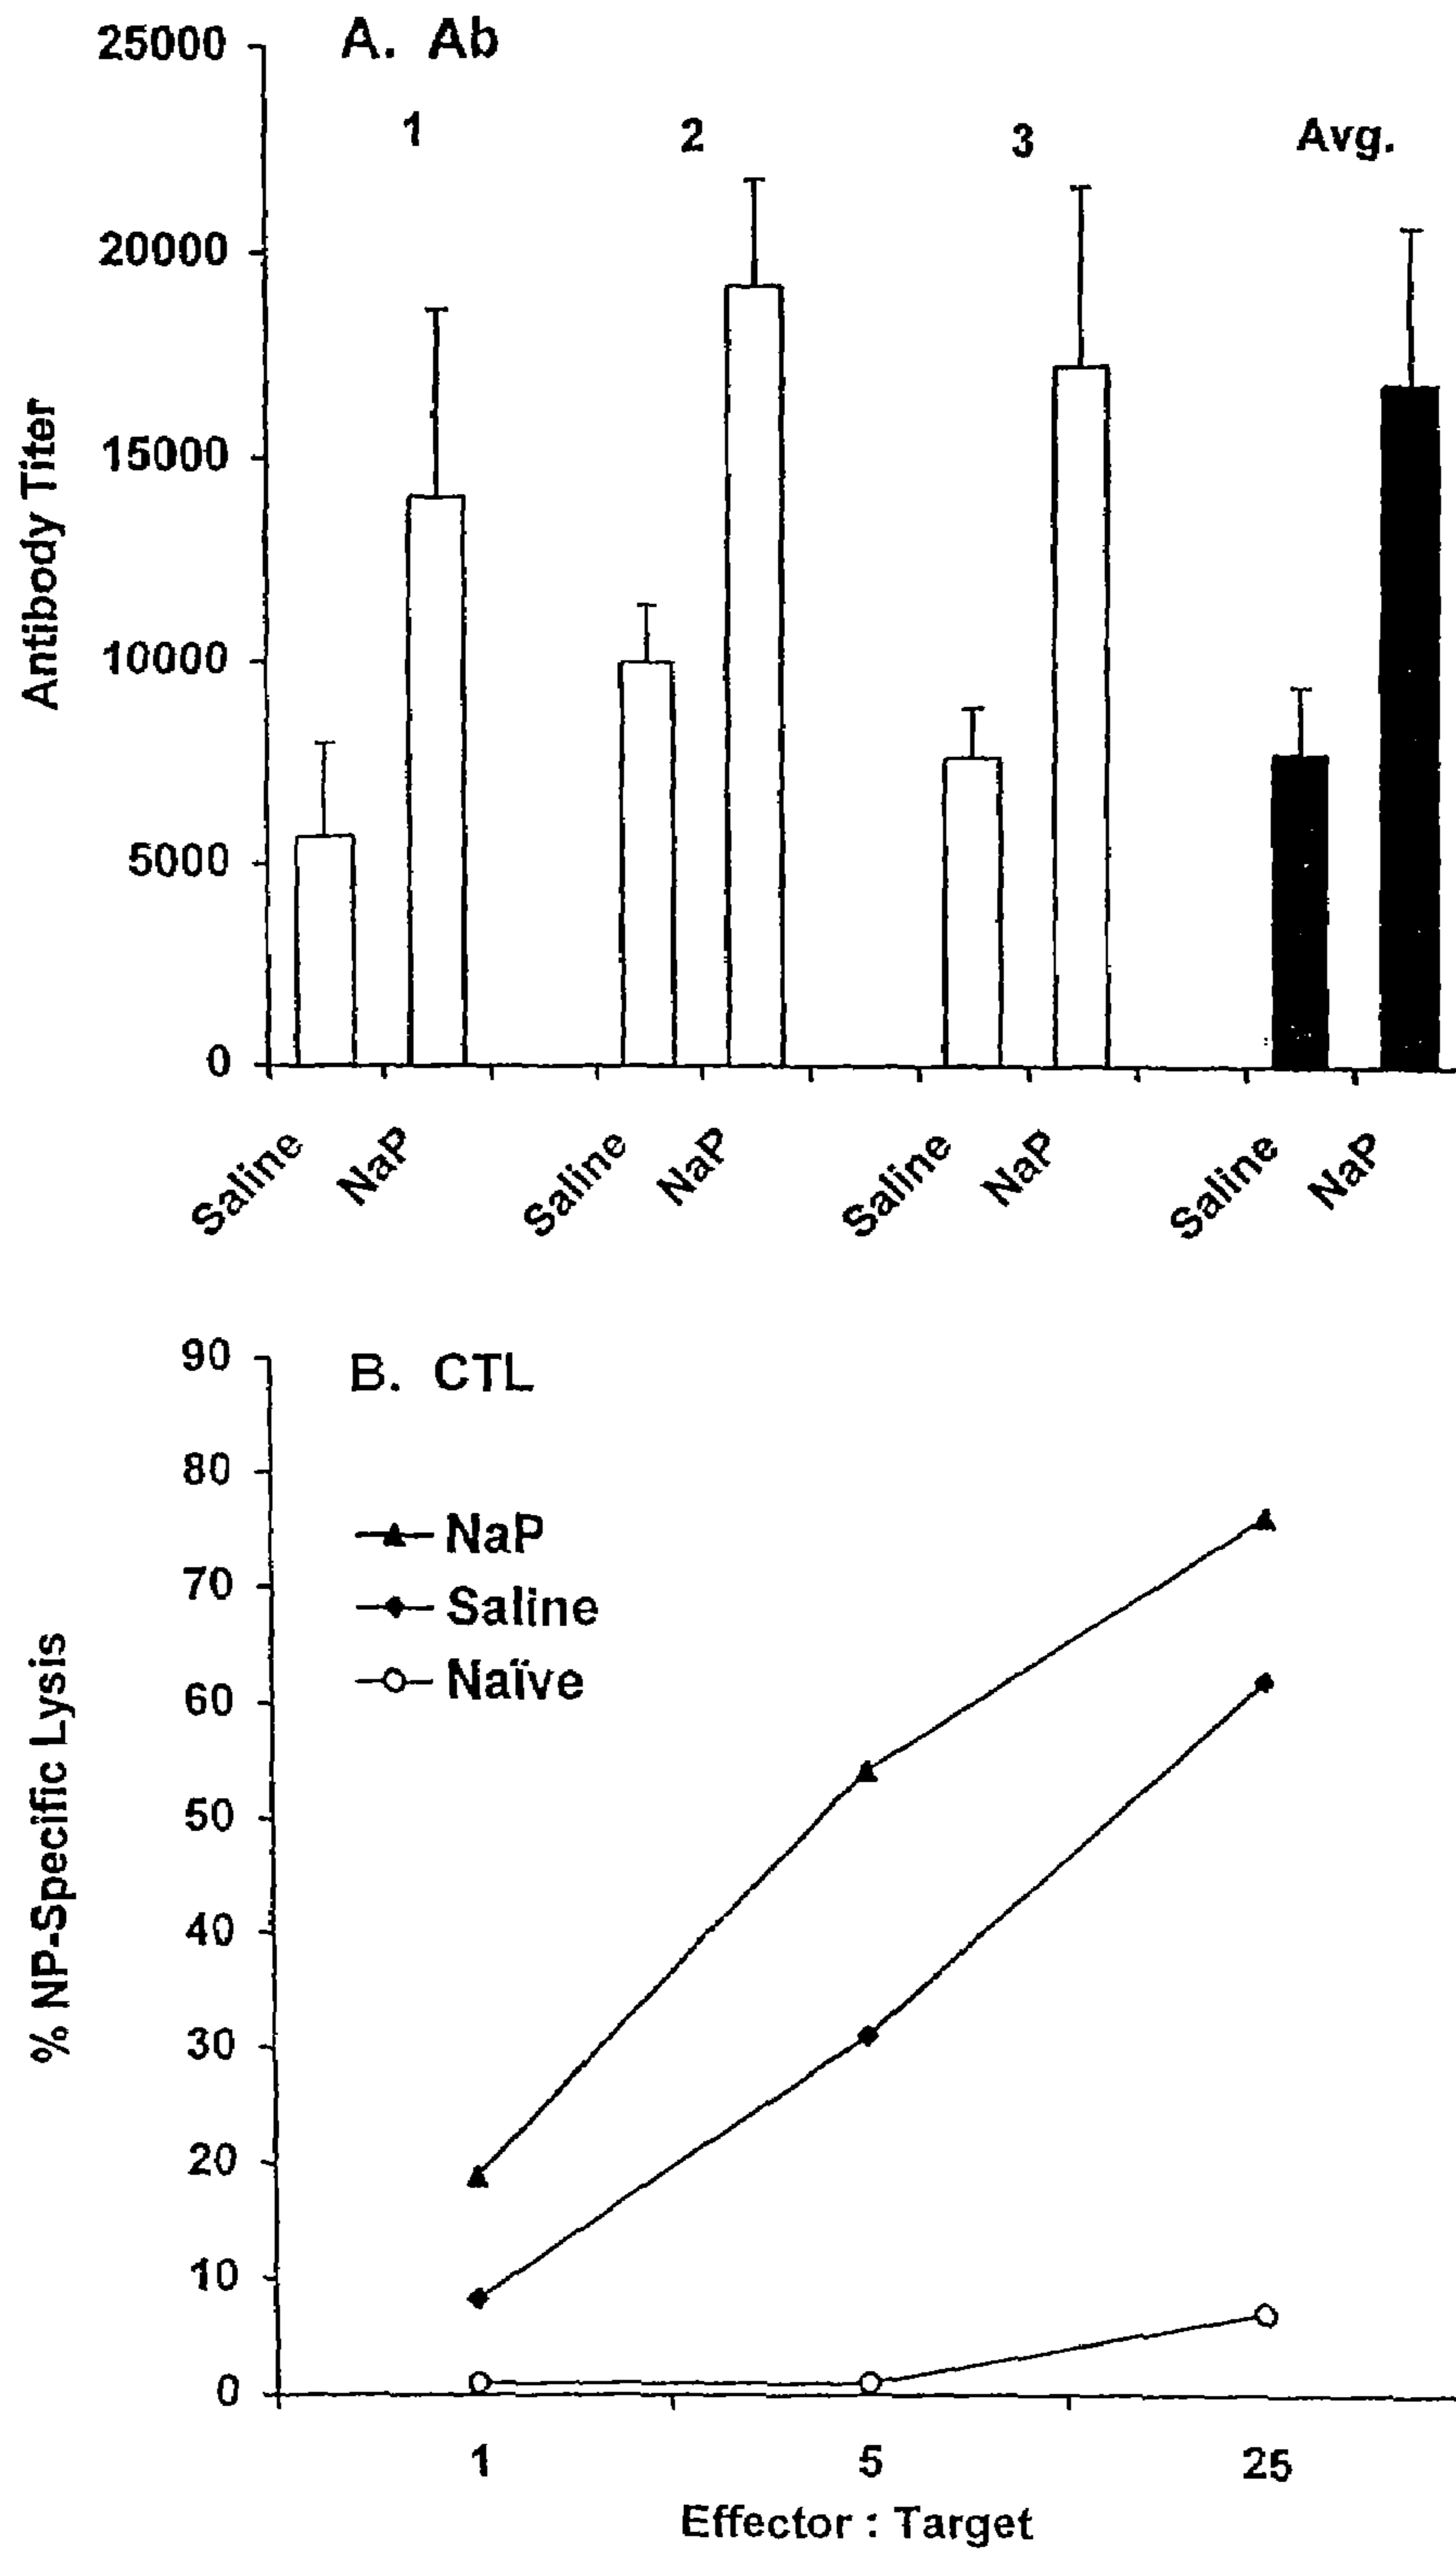 A. Ab
25000
20000
15000
10000
5000
0
Antibody Titer
1 2 3 Avg.
Saline NaP Saline NaP Saline NaP Saline NaP
B. CTL
90
80
70
60
50
40
30
20
10
0
% NP-Specific Lysis
NaP
Saline
Naïve
1 5 25
Effector : Target